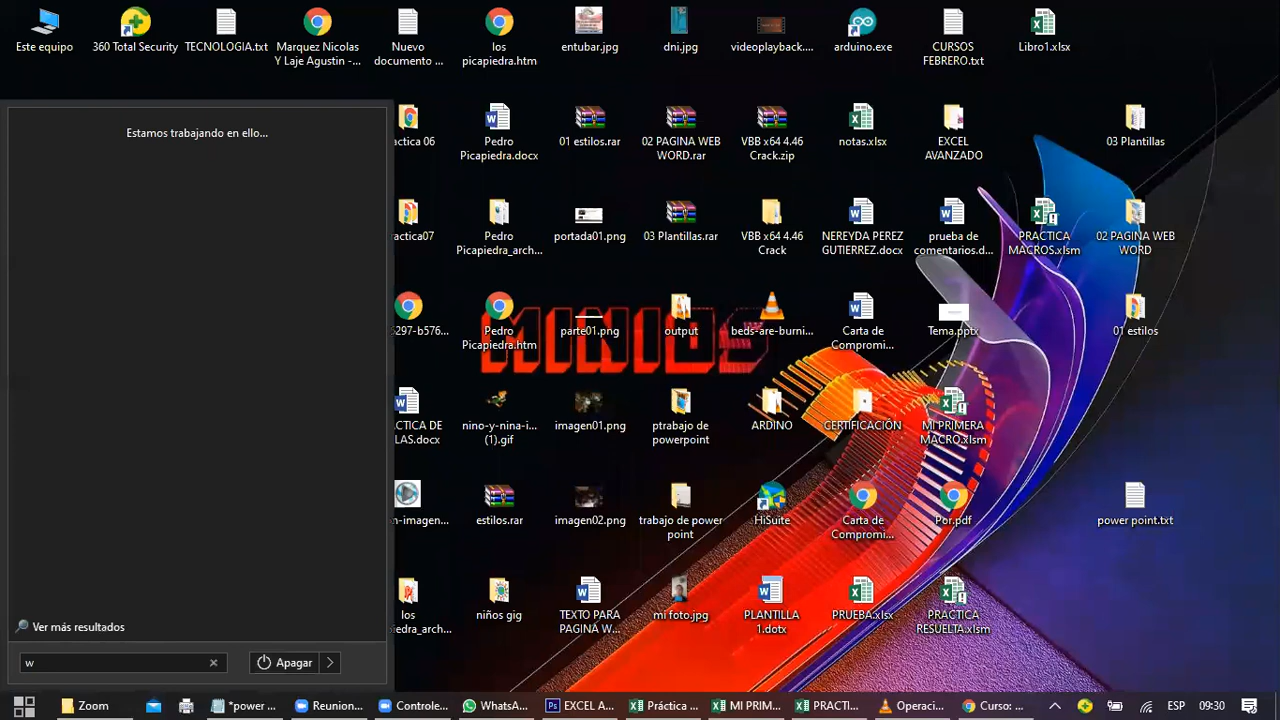 Este equipo
360 Total Security
TECNOLOGIA.txt
Marquez Nicolas
Y Laje Agustin -...
Nuevo
documento ...
los
picapiedra.htm
entubar.jpg
dni.jpg
videoplayback....
arduino.exe
CURSOS
FEBRERO.txt
Libro1.xlsx
Estamos trabajando en ello...
actica 06
Pedro
Picapiedra.docx
01 estilos.rar
02 PAGINA WEB
WORD.rar
VBB x64 4.46
Crack.zip
notas.xlsx
EXCEL
AVANZADO
03 Plantillas
actica07
Pedro
Picapiedra_arch...
portada01.png
03 Plantillas.rar
VBB x64 4.46
Crack
NEREYDA PEREZ
GUTIERREZ.docx
prueba de
comentarios.d...
PRACTICA
MACROS.xlsm
02 PAGINA WEB
WORD
6297-b576...
Pedro
Picapiedra.htm
parte01.png
output
beds-are-burni...
Carta de
Compromi...
Tema.pptx
01 estilos
CTICA DE
LAS.docx
nino-y-nina-i...
(1).gif
imagen01.png
ptrabajo de
powerpoint
ARDINO
CERTIFICACIÓN
MI PRIMERA
MACRO.xlsm
n-imagen...
estilos.rar
imagen02.png
trabajo de power
point
HiSuite
Carta de
Compromi...
Por.pdf
power point.txt
los
piedra_arch...
niños gig
TEXTO PARA
PAGINA W...
mi foto.jpg
PLANTILLA
1.dotx
PRUEBA.xlsx
PRACTICA
RESUELTA.xlsm
Ver más resultados
w
Apagar
Zoom
*power ...
Reunion...
Controle...
WhatsA...
EXCEL A...
Práctica ...
MI PRIM...
PRACTI...
Operaci...
Curso: ...
ESP
09:30